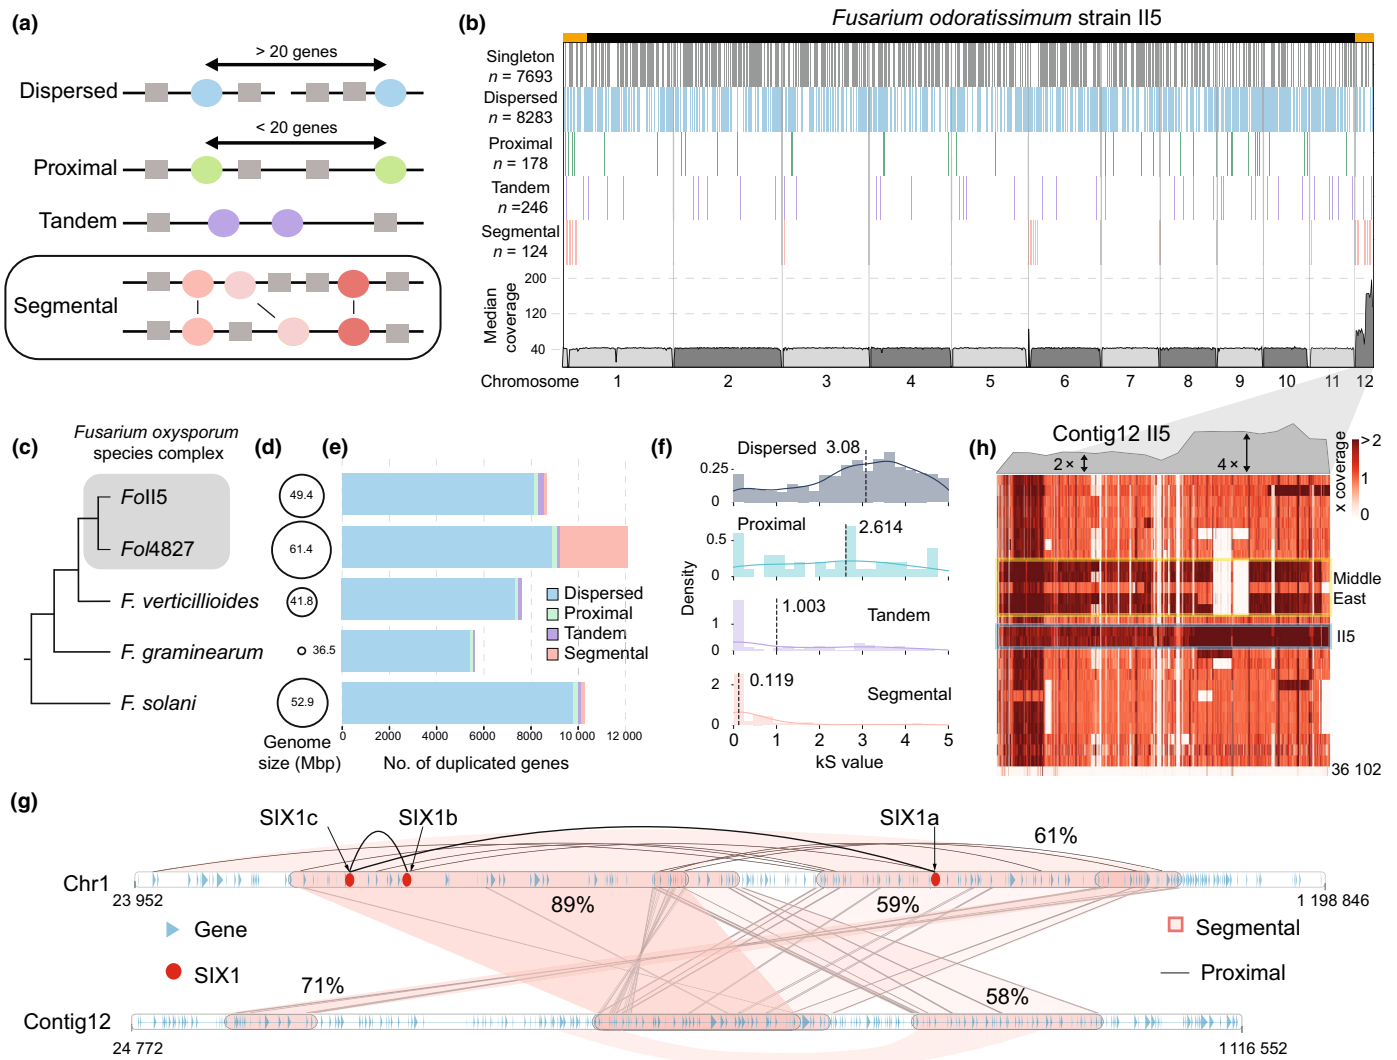 (a)
> 20 genes
Dispersed
< 20 genes
Proximal
Tandem
Segmental
(b)
Fusarium odoratissimum strain II5
Singleton
n = 7693
Dispersed
n = 8283
Proximal
n = 178
Tandem
n =246
Segmental
n = 124
Median coverage
200
120
40
Chromosome
1 2 3 4 5 6 7 8 9 10 11 12
(c)
Fusarium oxysporum
species complex
FoII5
Fol4827
F. verticillioides
F. graminearum
F. solani
(d)
49.4
61.4
41.8
36.5
52.9
Genome
size (Mbp)
(e)
Dispersed
Proximal
Tandem
Segmental
0 2000 4000 6000 8000 10 000 12 000
No. of duplicated genes
(f)
Density
Dispersed 3.08
0.25
0
Proximal
2.614
0.5
0
1.003
Tandem
1
0
0.119
Segmental
2
0
0 1 2 3 4 5
kS value
(h)
Contig12 II5
2 ×
4 ×
x coverage
> 2
1
0
Middle
East
II5
36 102
(g)
SIX1c
SIX1b
SIX1a
61%
Chr1
23 952
1 198 846
89%
59%
Gene
SIX1
Segmental
Proximal
71%
58%
Contig12
24 772
1 116 552